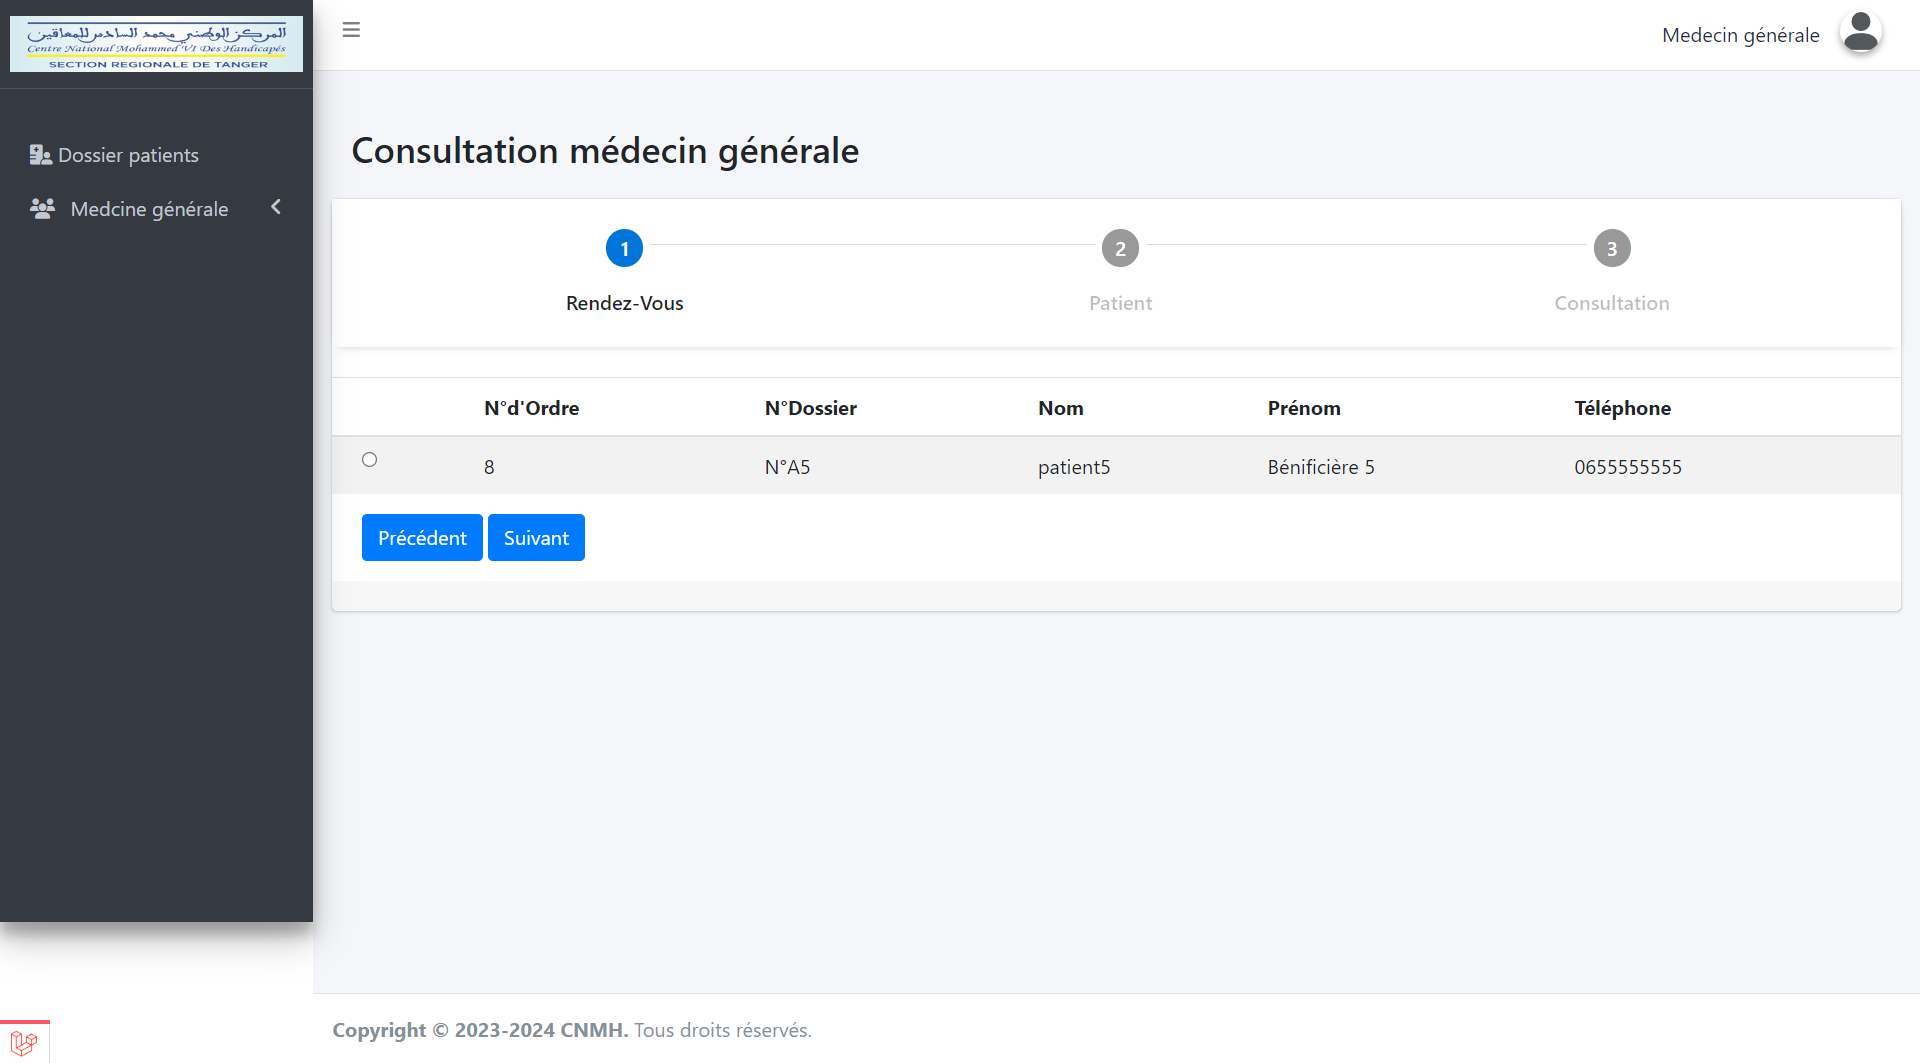 المركز الوطني محمد السادس للمعاقين
Centre National Mohammed VI Des Handicapés
SECTION REGIONALE DE TANGER
Medecin générale
Dossier patients
Medcine générale
Consultation médecin générale
1 2 3
Rendez-Vous Patient Consultation
N°d'Ordre N°Dossier Nom Prénom Téléphone
8 N°A5 patient5 Bénificière 5 0655555555
Précédent Suivant
Copyright © 2023-2024 CNMH. Tous droits réservés.